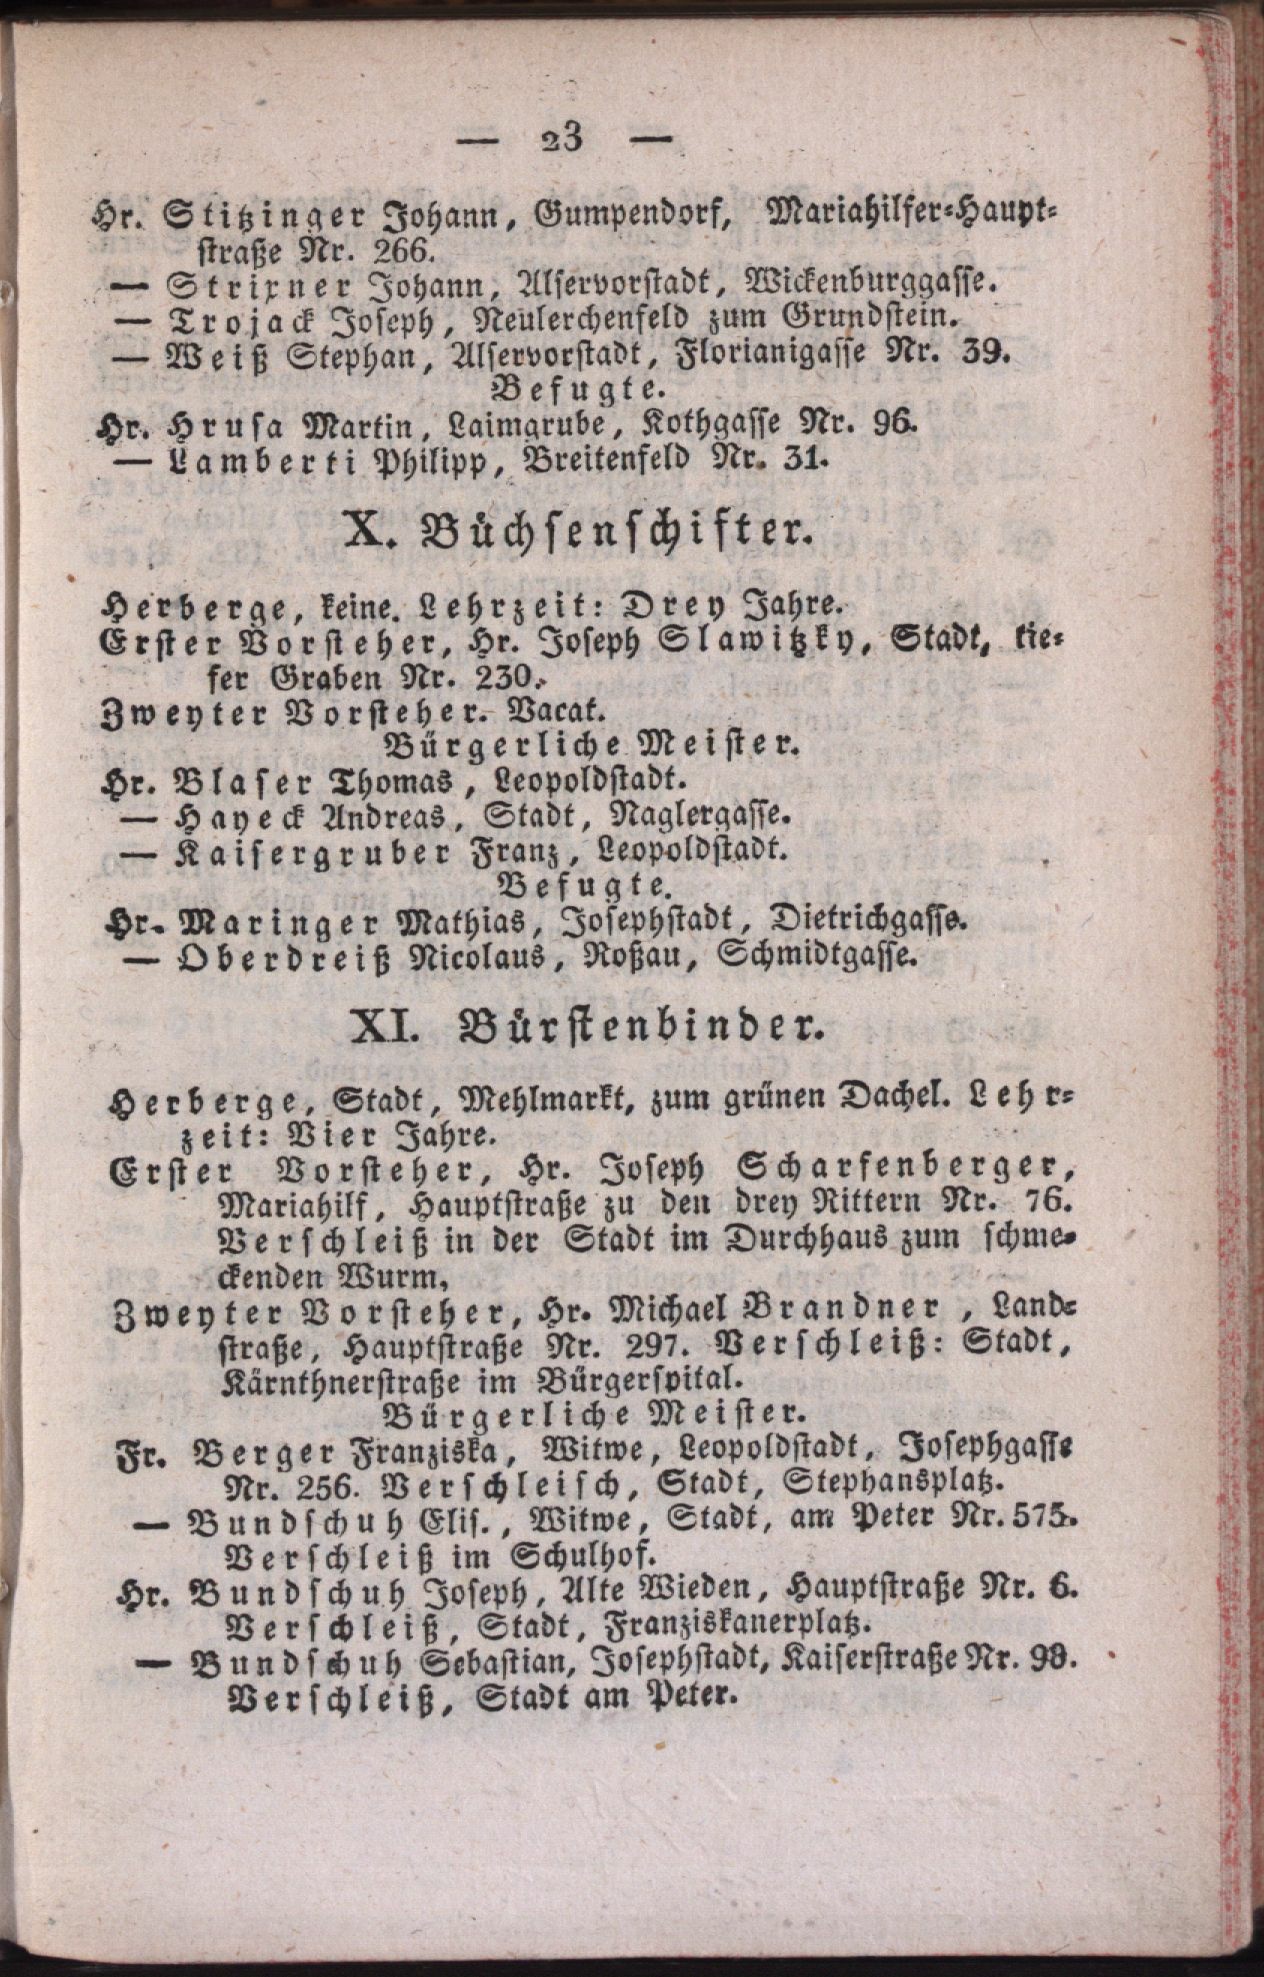 — 23 —
Hr. Stitzinger Johann, Gumpendorf, Mariahilfer-Haupt-
straße Nr. 266.
— Strixner Johann, Alservorstadt, Wickenburggasse.
— Trojack Joseph, Neulerchenfeld zum Grundstein.
— Weiß Stephan, Alservorstadt, Florianigasse Nr. 39.
Befugte.
Hr. Hrusa Martin, Laimgrube, Kothgasse Nr. 96.
— Lamberti Philipp, Breitenfeld Nr. 31.
X. Büchsenschifter.
Herberge, keine. Lehrzeit: Drey Jahre.
Erster Vorsteher, Hr. Joseph Slawitzky, Stadt, tie-
fer Graben Nr. 230.
Zweyter Vorsteher. Vacat.
Bürgerliche Meister.
Hr. Blaser Thomas, Leopoldstadt.
— Hayeck Andreas, Stadt, Naglergasse.
— Kaisergruber Franz, Leopoldstadt.
Befugte.
Hr. Maringer Mathias, Josephstadt, Dietrichgasse.
— Oberdreiß Nicolaus, Roßau, Schmidtgasse.
XI. Bürstenbinder.
Herberge, Stadt, Mehlmarkt, zum grünen Dachel. Lehr-
zeit: Vier Jahre.
Erster Vorsteher, Hr. Joseph Scharfenberger,
Mariahilf, Hauptstraße zu den drey Rittern Nr. 76.
Verschleiß in der Stadt im Durchhaus zum schme-
ckenden Wurm.
Zweyter Vorsteher, Hr. Michael Brandner, Land-
straße, Hauptstraße Nr. 297. Verschleiß: Stadt,
Kärnthnerstraße im Bürgerspital.
Bürgerliche Meister.
Fr. Berger Franziska, Witwe, Leopoldstadt, Josephgasse
Nr. 256. Verschleisch, Stadt, Stephansplatz.
— Bundschuh Elis., Witwe, Stadt, am Peter Nr. 575.
Verschleiß im Schulhof.
Hr. Bundschuh Joseph, Alte Wieden, Hauptstraße Nr. 6.
Verschleiß, Stadt, Franziskanerplatz.
— Bundschuh Sebastian, Josephstadt, Kaiserstraße Nr. 98.
Verschleiß, Stadt am Peter.